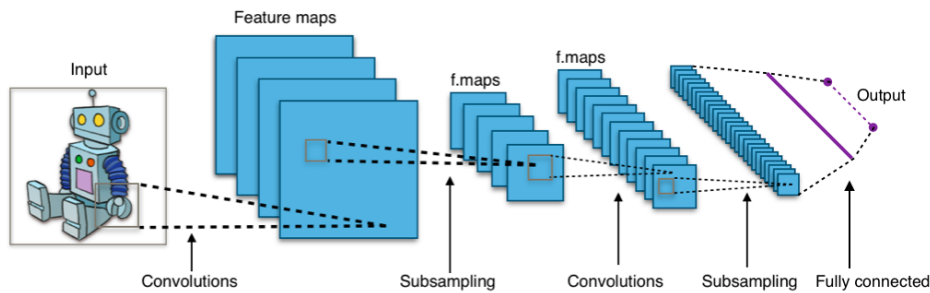 Feature maps
Input
f.maps
f.maps
Output
Convolutions
Subsampling
Convolutions
Subsampling
Fully connected